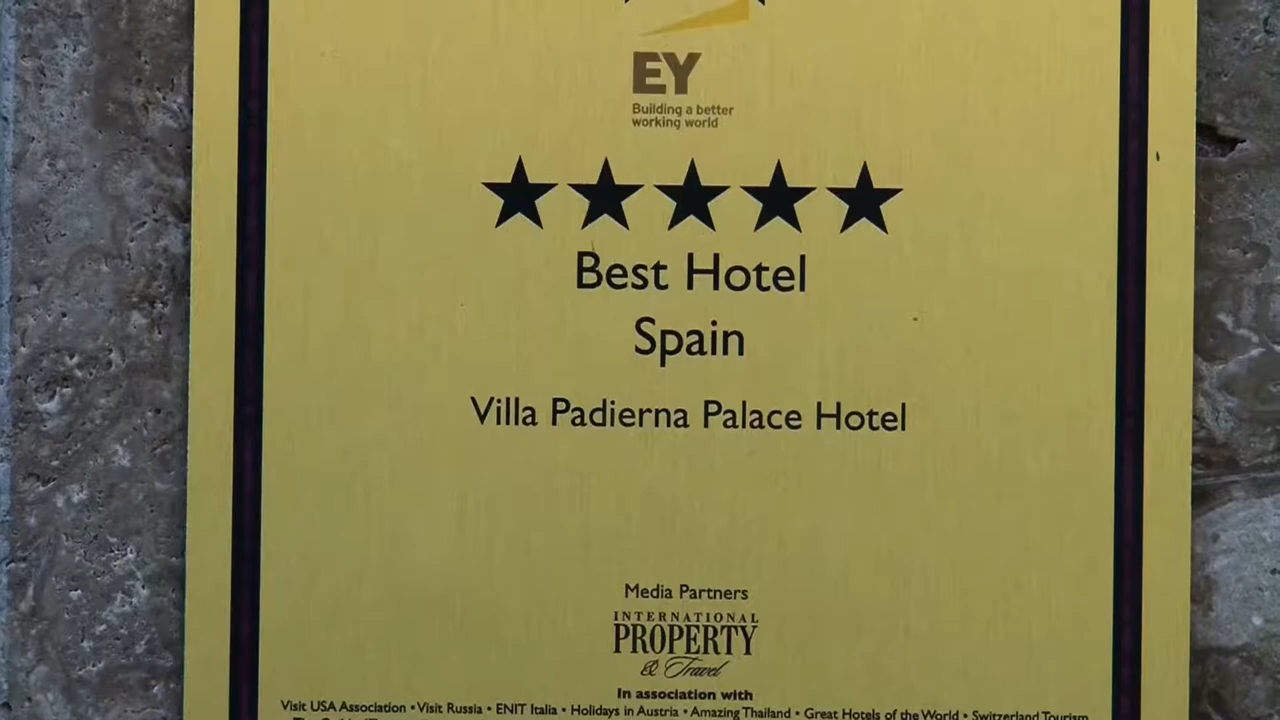 EY
Building a better
working world
Best Hotel
Spain
Villa Padierna Palace Hotel
Media Partners
INTERNATIONAL
PROPERTY
& Travel
In association with
Visit USA Association • Visit Russia • ENIT Italia • Holidays in Austria • Amazing Thailand • Great Hotels of the World • Switzerland Tourism